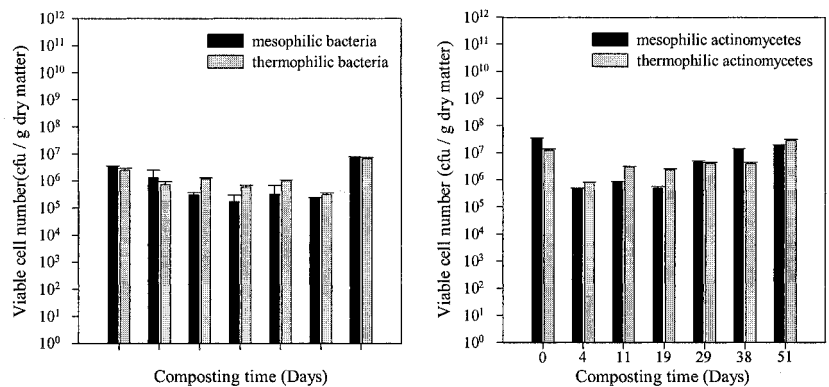 Viable cell number(cfu / g dry matter)
10¹²
10¹¹
10¹⁰
10⁹
10⁸
10⁷
10⁶
10⁵
10⁴
10³
10²
10¹
10⁰
mesophilic bacteria
thermophilic bacteria
Composting time (Days)
Viable cell number (cfu / g dry matter)
10¹²
10¹¹
10¹⁰
10⁹
10⁸
10⁷
10⁶
10⁵
10⁴
10³
10²
10¹
10⁰
mesophilic actinomycetes
thermophilic actinomycetes
0 4 11 19 29 38 51
Composting time (Days)